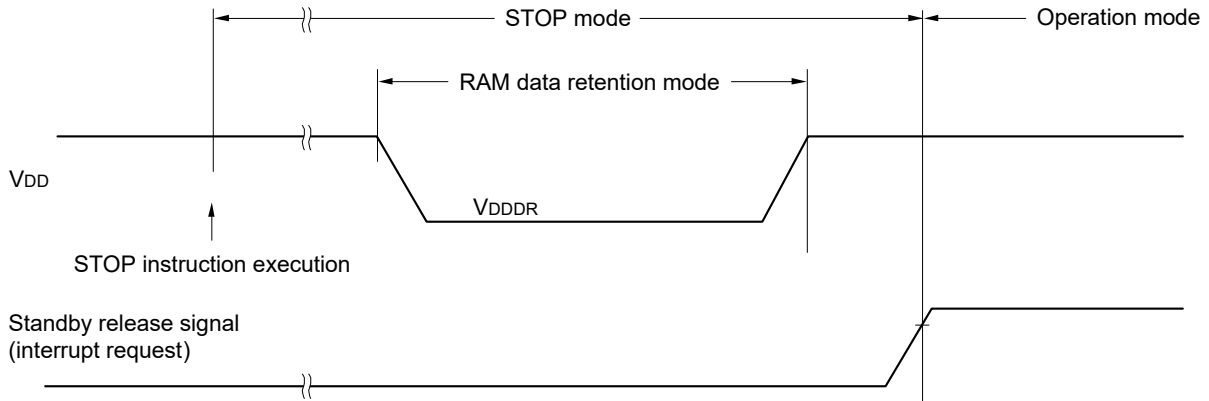 STOP mode
Operation mode
RAM data retention mode
VDD
VDDDR
STOP instruction execution
Standby release signal
(interrupt request)